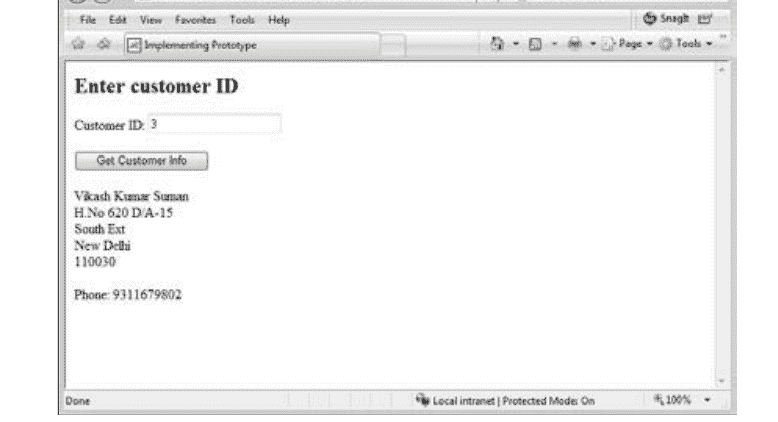 File Edit View Favorites Tools Help SnagIt
Implementing Prototype Page Tools
Enter customer ID
Customer ID: 3
Get Customer Info
Vikash Kumar Suman
H.No 620 D/A-15
South Ext
New Delhi
110030
Phone: 9311679802
Done Local intranet | Protected Mode: On 100%